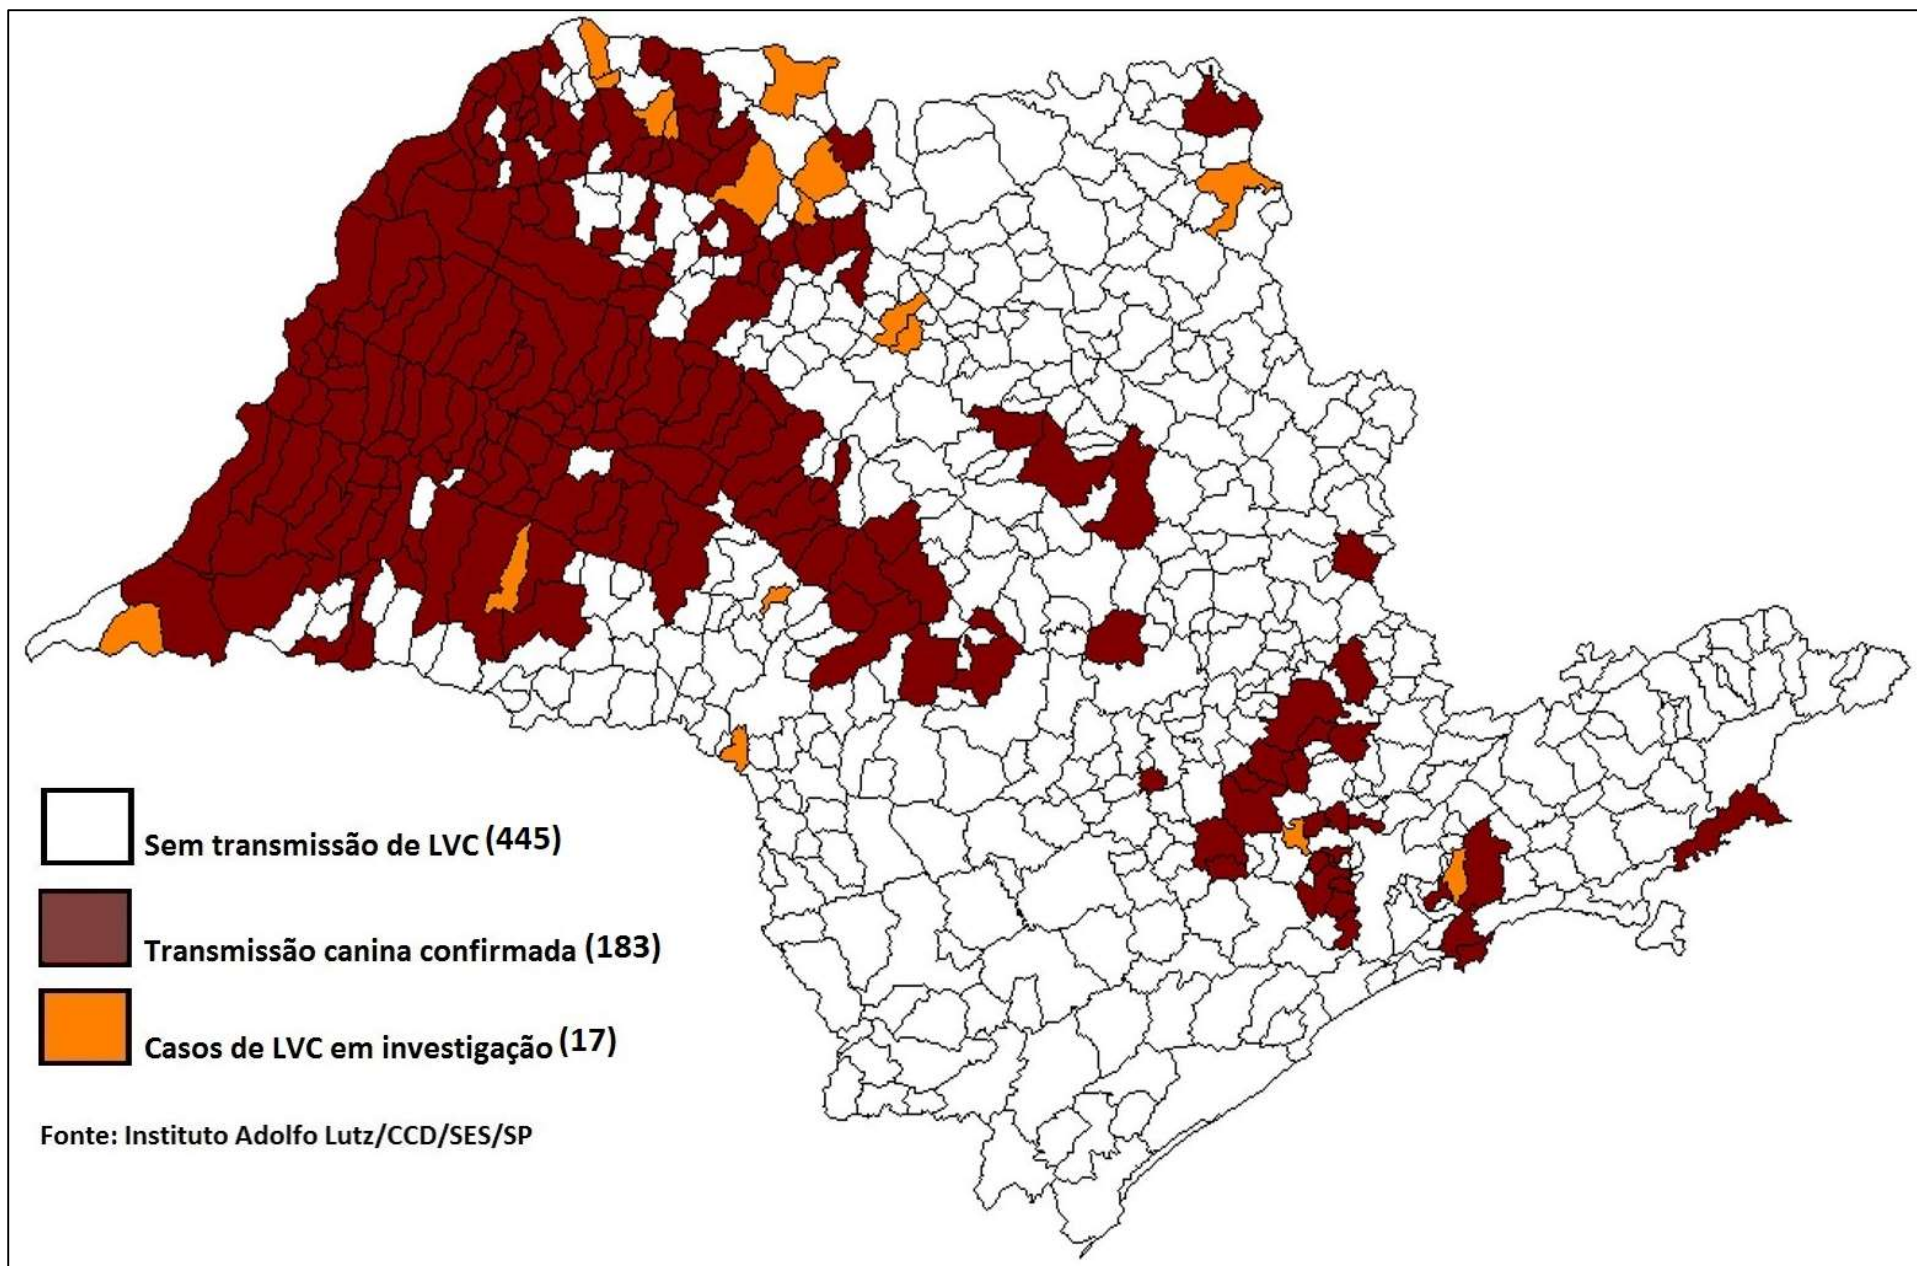 Sem transmissão de LVC (445)
Transmissão canina confirmada (183)
Casos de LVC em investigação (17)
Fonte: Instituto Adolfo Lutz/CCD/SES/SP